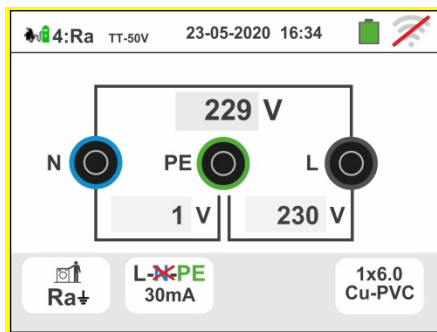 4:Ra TT-50V 23-05-2020 16:34
229 V
N PE L
1 V 230 V
Ra L-N-PE 1x6.0
30mA Cu-PVC